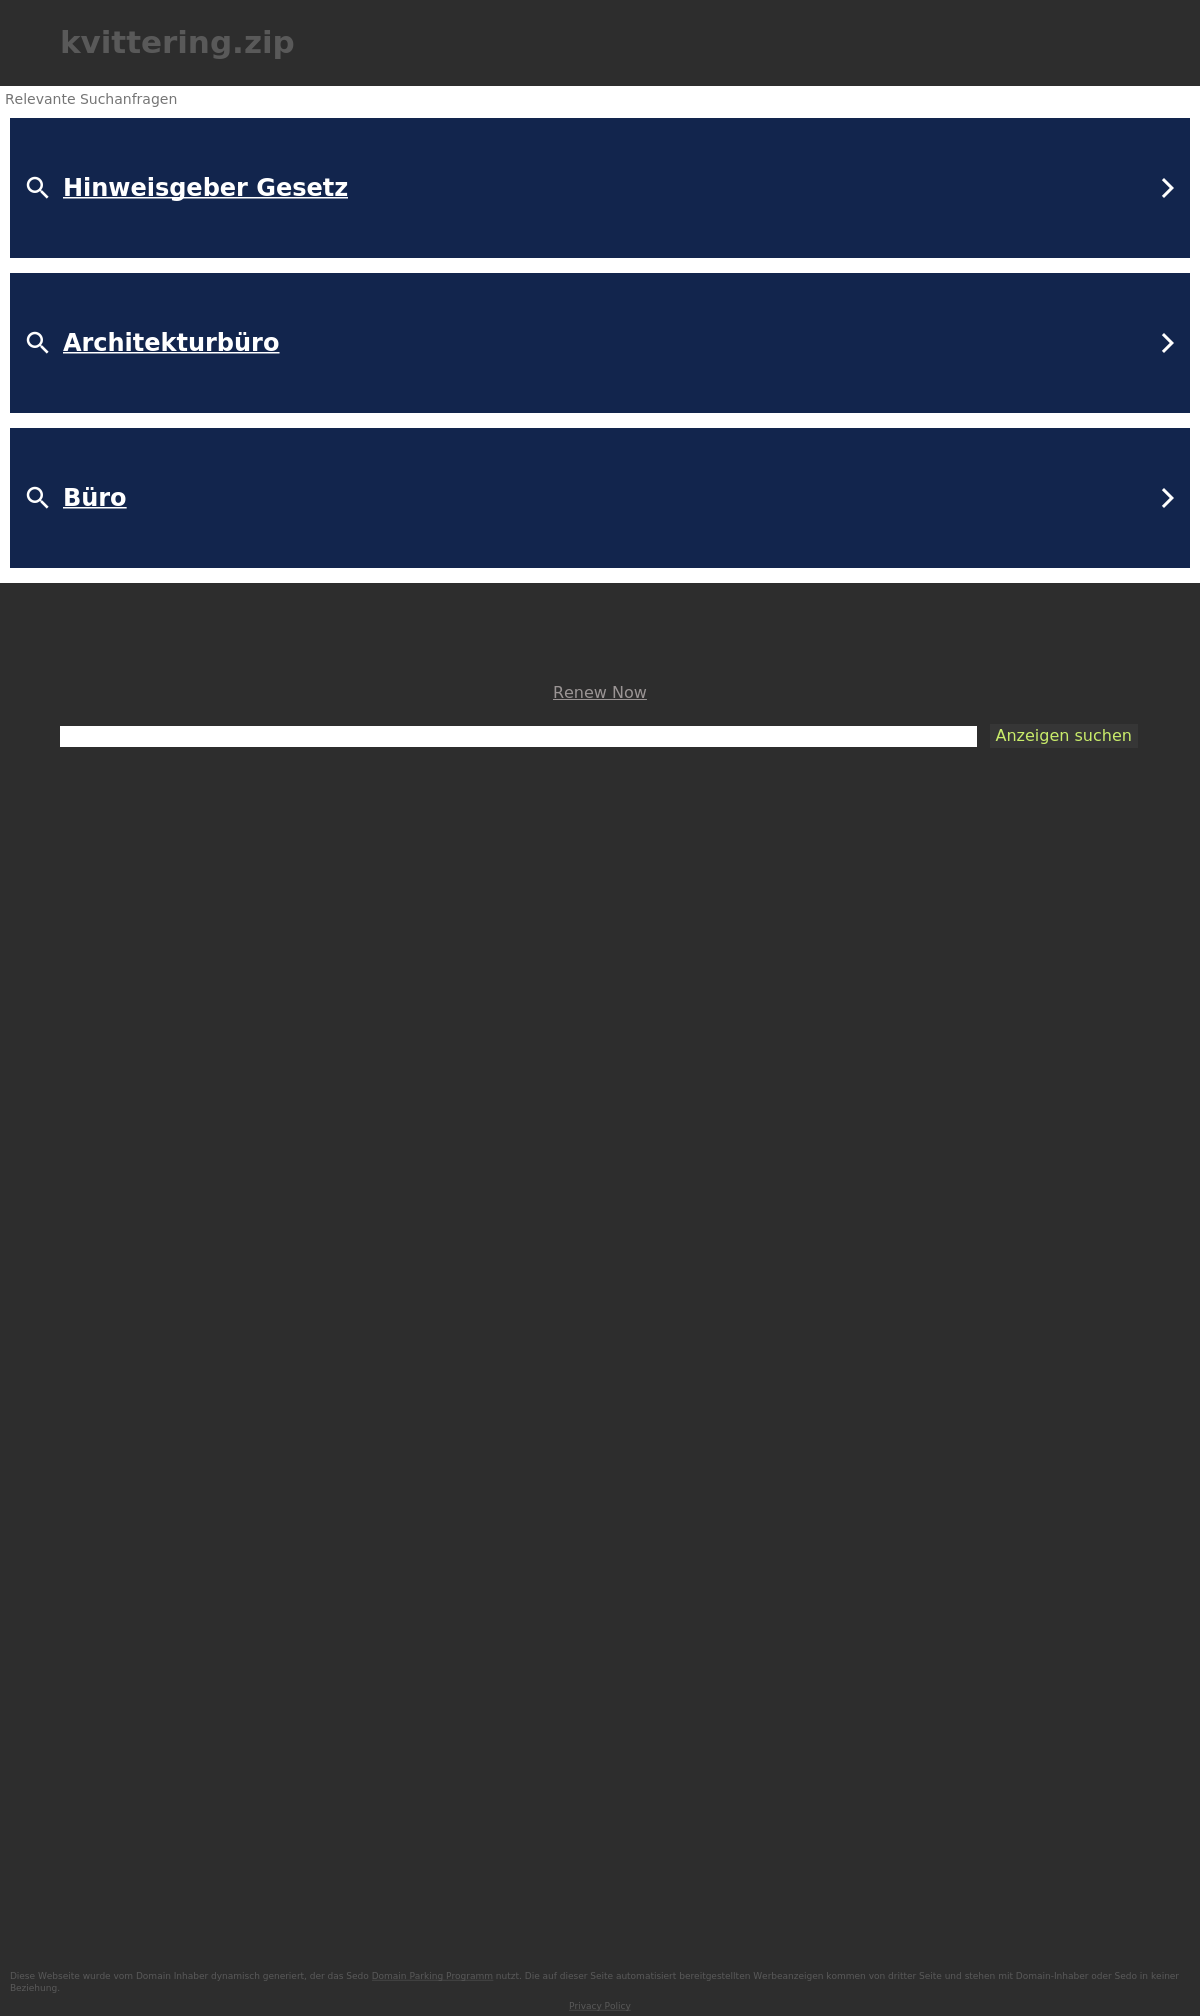 kvittering.zip
Relevante Suchanfragen
Hinweisgeber Gesetz
Architekturbüro
Büro
Renew Now
Anzeigen suchen
Diese Webseite wurde vom Domain Inhaber dynamisch generiert, der das Sedo Domain Parking Programm nutzt. Die auf dieser Seite automatisiert bereitgestellten Werbeanzeigen kommen von dritter Seite und stehen mit Domain-Inhaber oder Sedo in keiner
Beziehung.
Privacy Policy